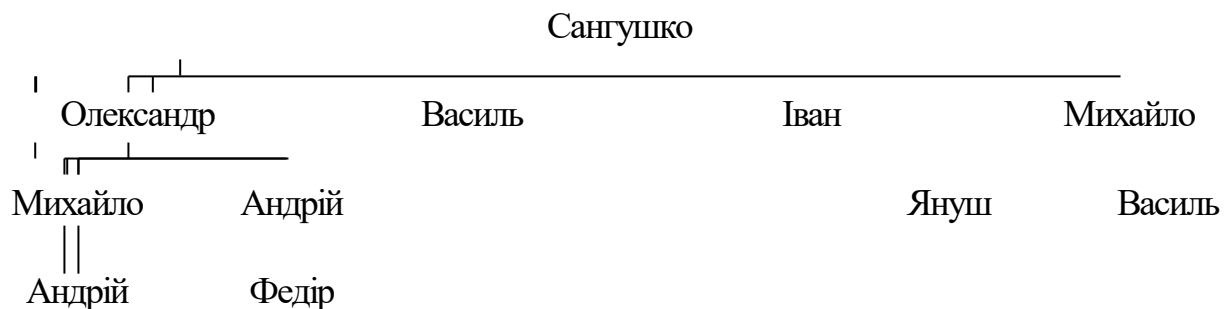 Сангушко
Олександр Василь Іван Михайло
Михайло Андрій Януш Василь
Андрій Федір